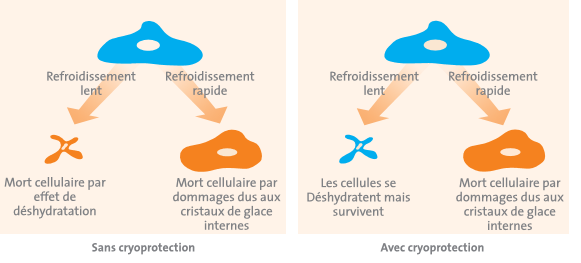 Refroidissement
lent
Refroidissement
rapide
Mort cellulaire par
effet de
déshydratation
Mort cellulaire par
dommages dus aux
cristaux de glace
internes
Sans cryoprotection
Refroidissement
lent
Refroidissement
rapide
Les cellules se
Déshydratent mais
survivent
Mort cellulaire par
dommages dus aux
cristaux de glace
internes
Avec cryoprotection